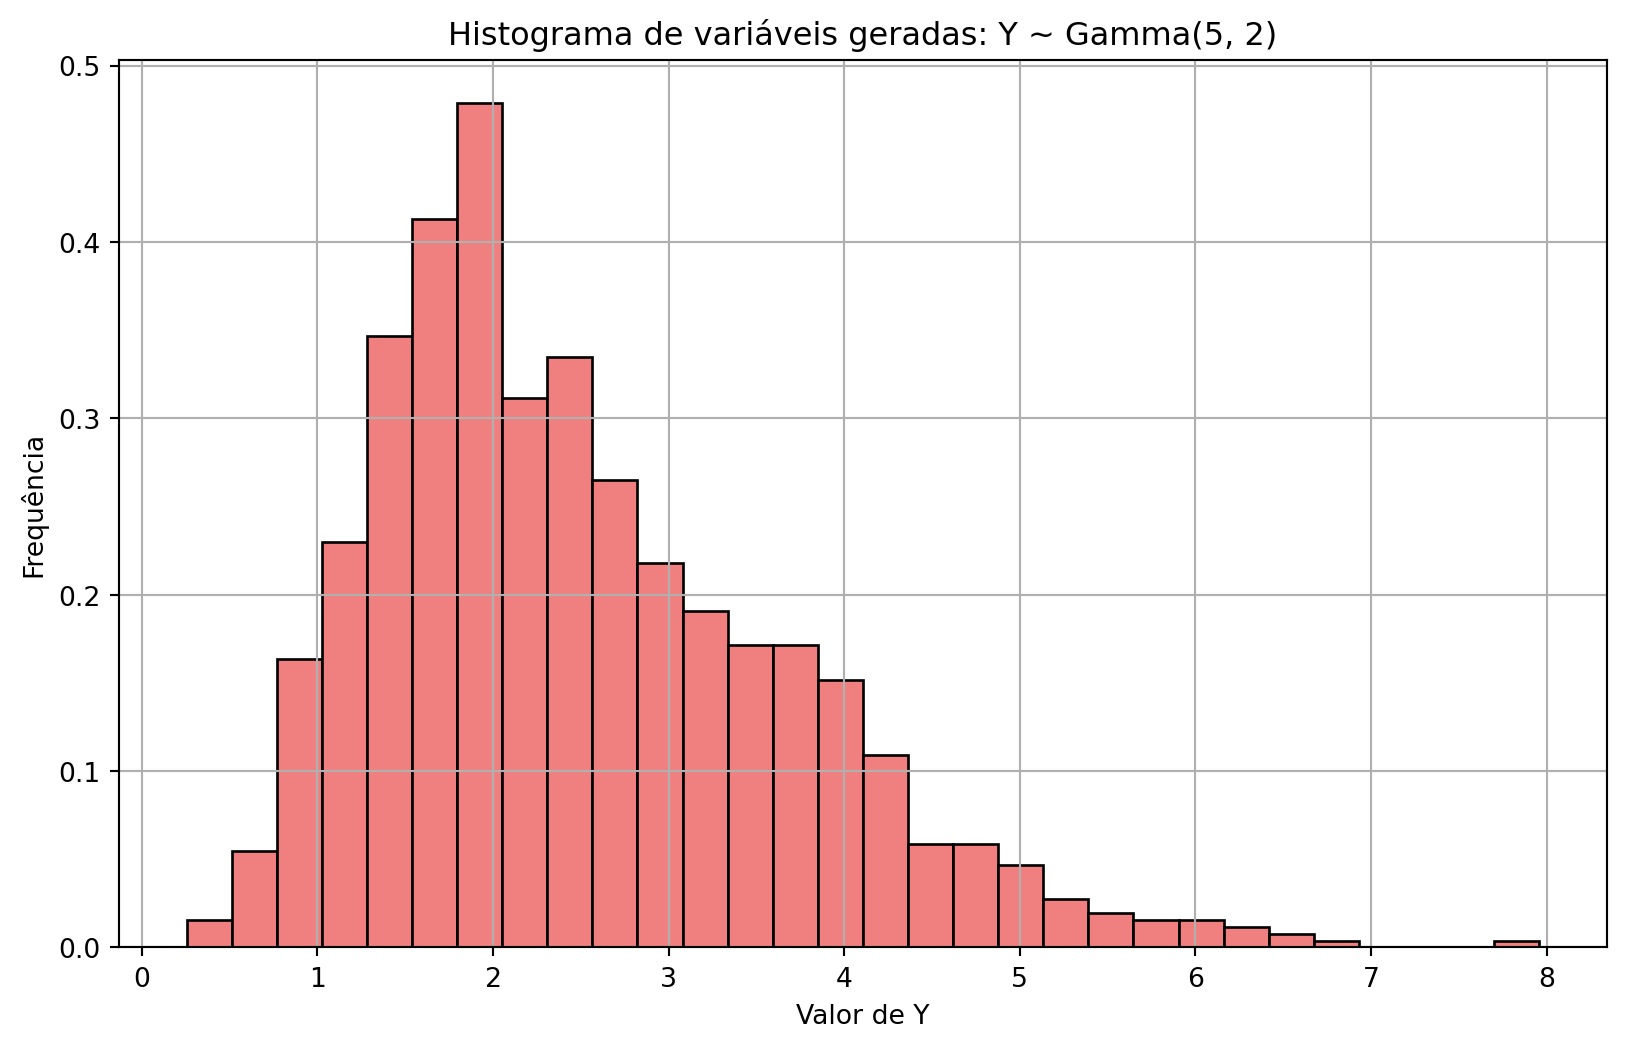 Histograma de variáveis geradas: Y ~ Gamma(5, 2)
0.5
0.4
0.3
0.2
0.1
0.0
Frequência
0 1 2 3 4 5 6 7 8
Valor de Y